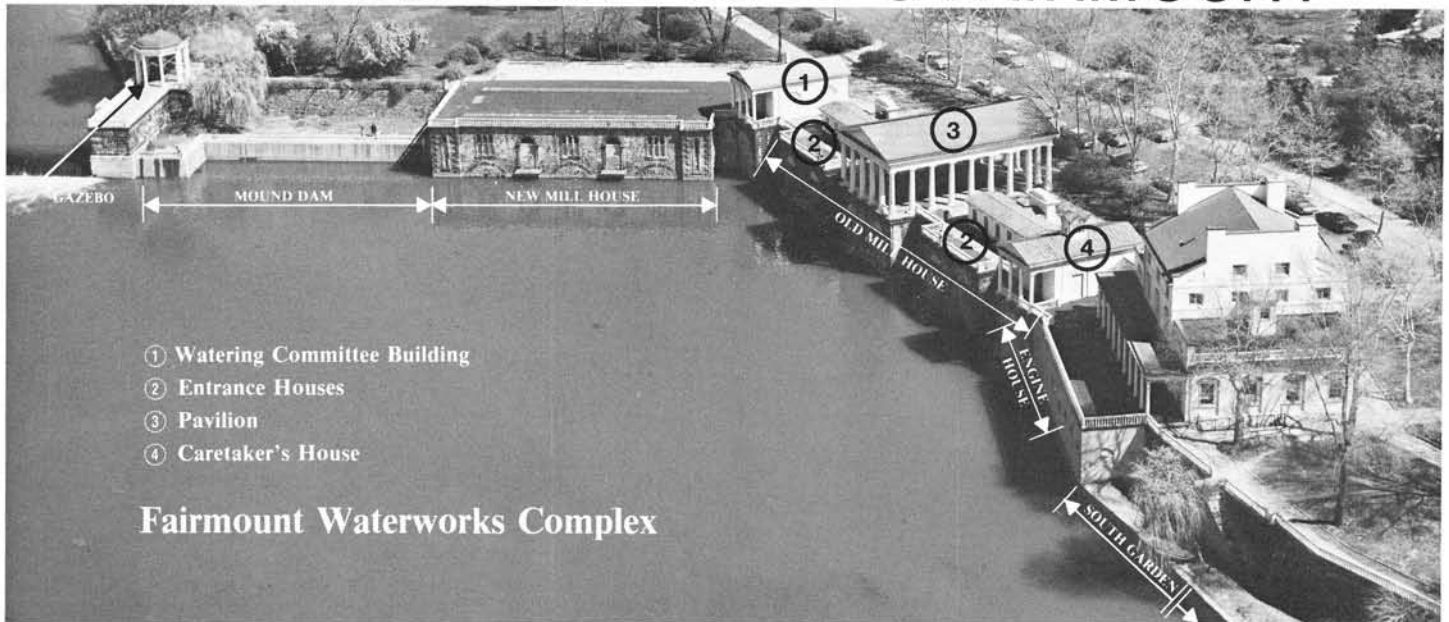 GAZEBO
MOUND DAM
NEW MILL HOUSE
OLD MILL HOUSE
ENGINE
HOUSE
SOUTH GARDEN
1
2
3
2
4
① Watering Committee Building
② Entrance Houses
③ Pavilion
④ Caretaker's House
Fairmount Waterworks Complex